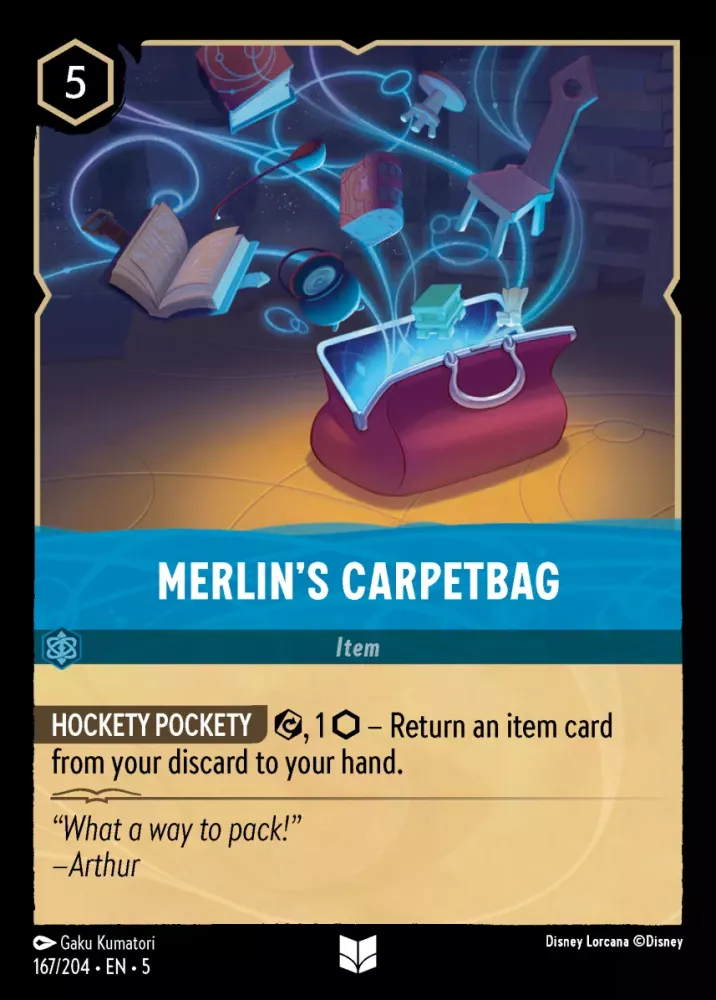 5
MERLIN'S CARPETBAG
Item
HOCKETY POCKETY , 1 – Return an item card
from your discard to your hand.
“What a way to pack!”
–Arthur
Gaku Kumatori
Disney Lorcana ©Disney
167/204 • EN • 5